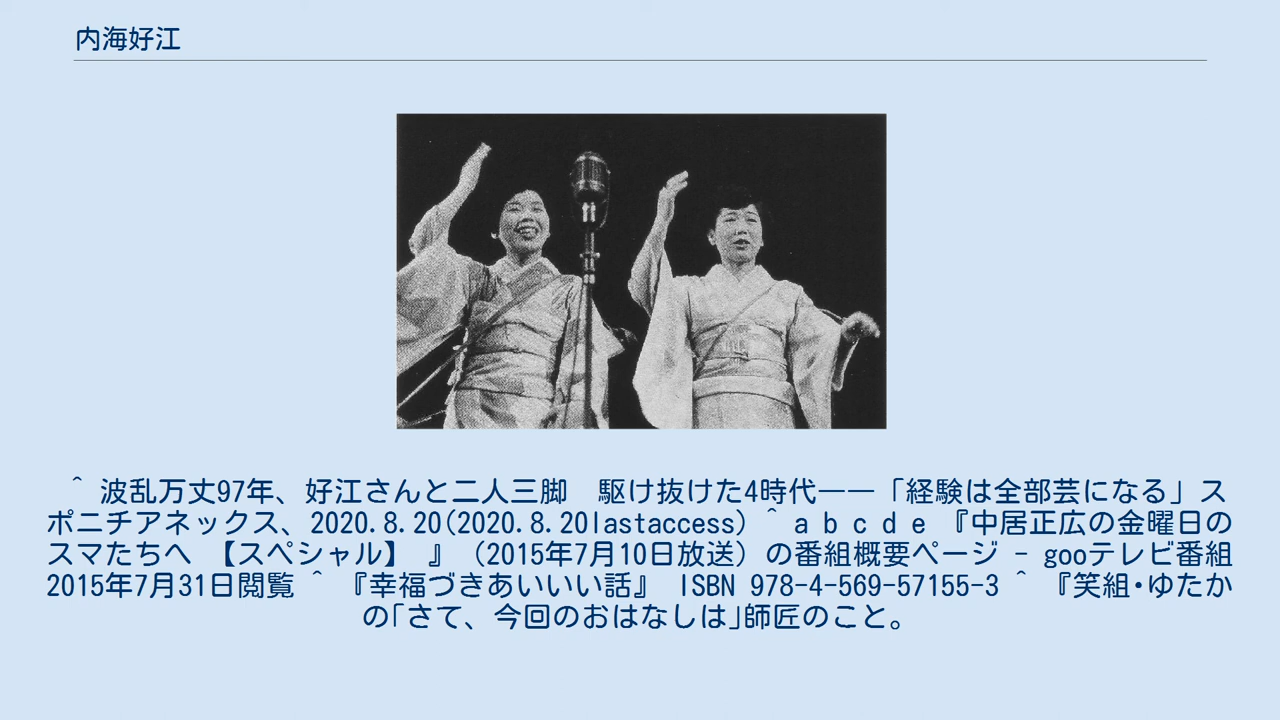 内海好江
^ 波乱万丈97年、好江さんと二人三脚　駆け抜けた4時代――「経験は全部芸になる」ス
ポニチアネックス、2020.8.20(2020.8.20lastaccess) ^ a b c d e 『中居正広の金曜日の
スマたちへ 【スペシャル】 』（2015年7月10日放送）の番組概要ページ - gooテレビ番組
2015年7月31日閲覧 ^ 『幸福づきあいいい話』 ISBN 978-4-569-57155-3 ^ 『笑組・ゆたか
の「さて、今回のおはなしは」師匠のこと。